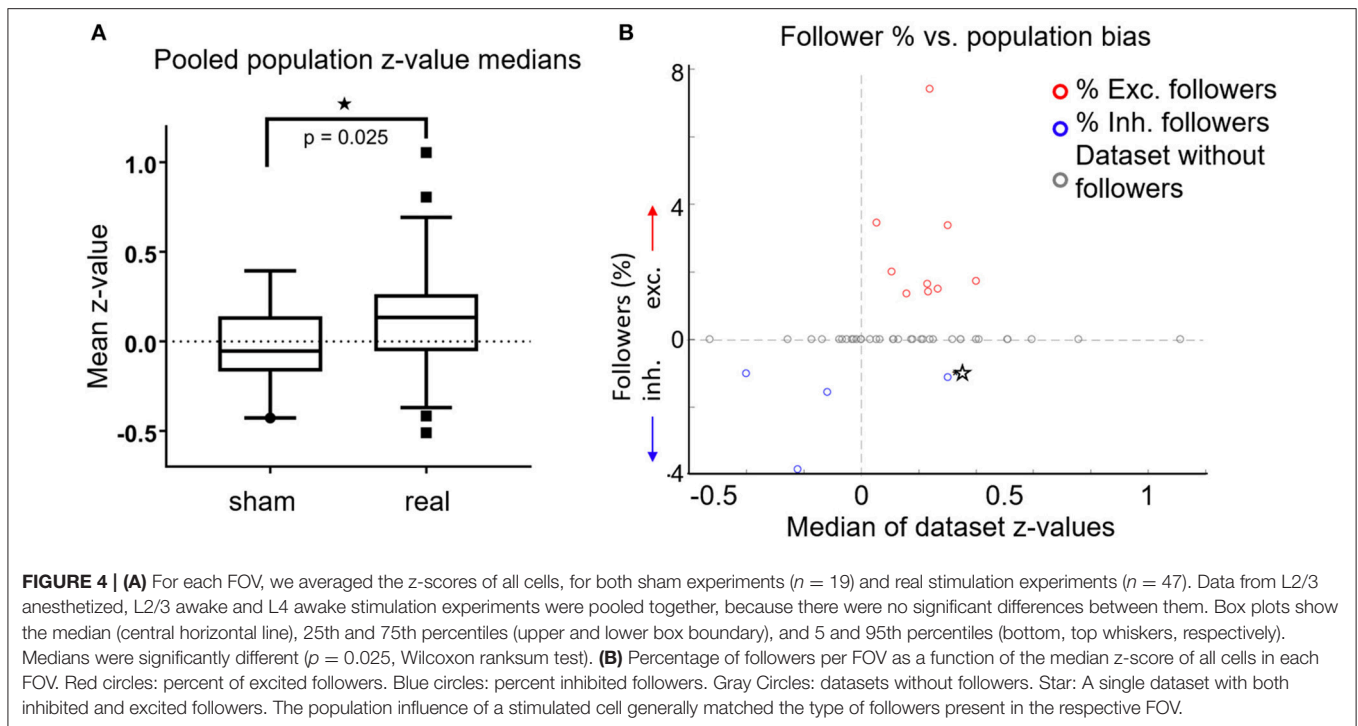 A
Pooled population z-value medians
★
p = 0.025
Mean z-value
1.0
0.5
0.0
-0.5
sham
real
B
Follower % vs. population bias
8
4
0
-4
Followers (%)
inh. exc.
% Exc. followers
% Inh. followers
Dataset without
followers
-0.5 0 0.5 1
Median of dataset z-values
FIGURE 4 | (A) For each FOV, we averaged the z-scores of all cells, for both sham experiments (n = 19) and real stimulation experiments (n = 47). Data from L2/3
anesthetized, L2/3 awake and L4 awake stimulation experiments were pooled together, because there were no significant differences between them. Box plots show
the median (central horizontal line), 25th and 75th percentiles (upper and lower box boundary), and 5 and 95th percentiles (bottom, top whiskers, respectively).
Medians were significantly different (p = 0.025, Wilcoxon ranksum test). (B) Percentage of followers per FOV as a function of the median z-score of all cells in each
FOV. Red circles: percent of excited followers. Blue circles: percent inhibited followers. Gray Circles: datasets without followers. Star: A single dataset with both
inhibited and excited followers. The population influence of a stimulated cell generally matched the type of followers present in the respective FOV.